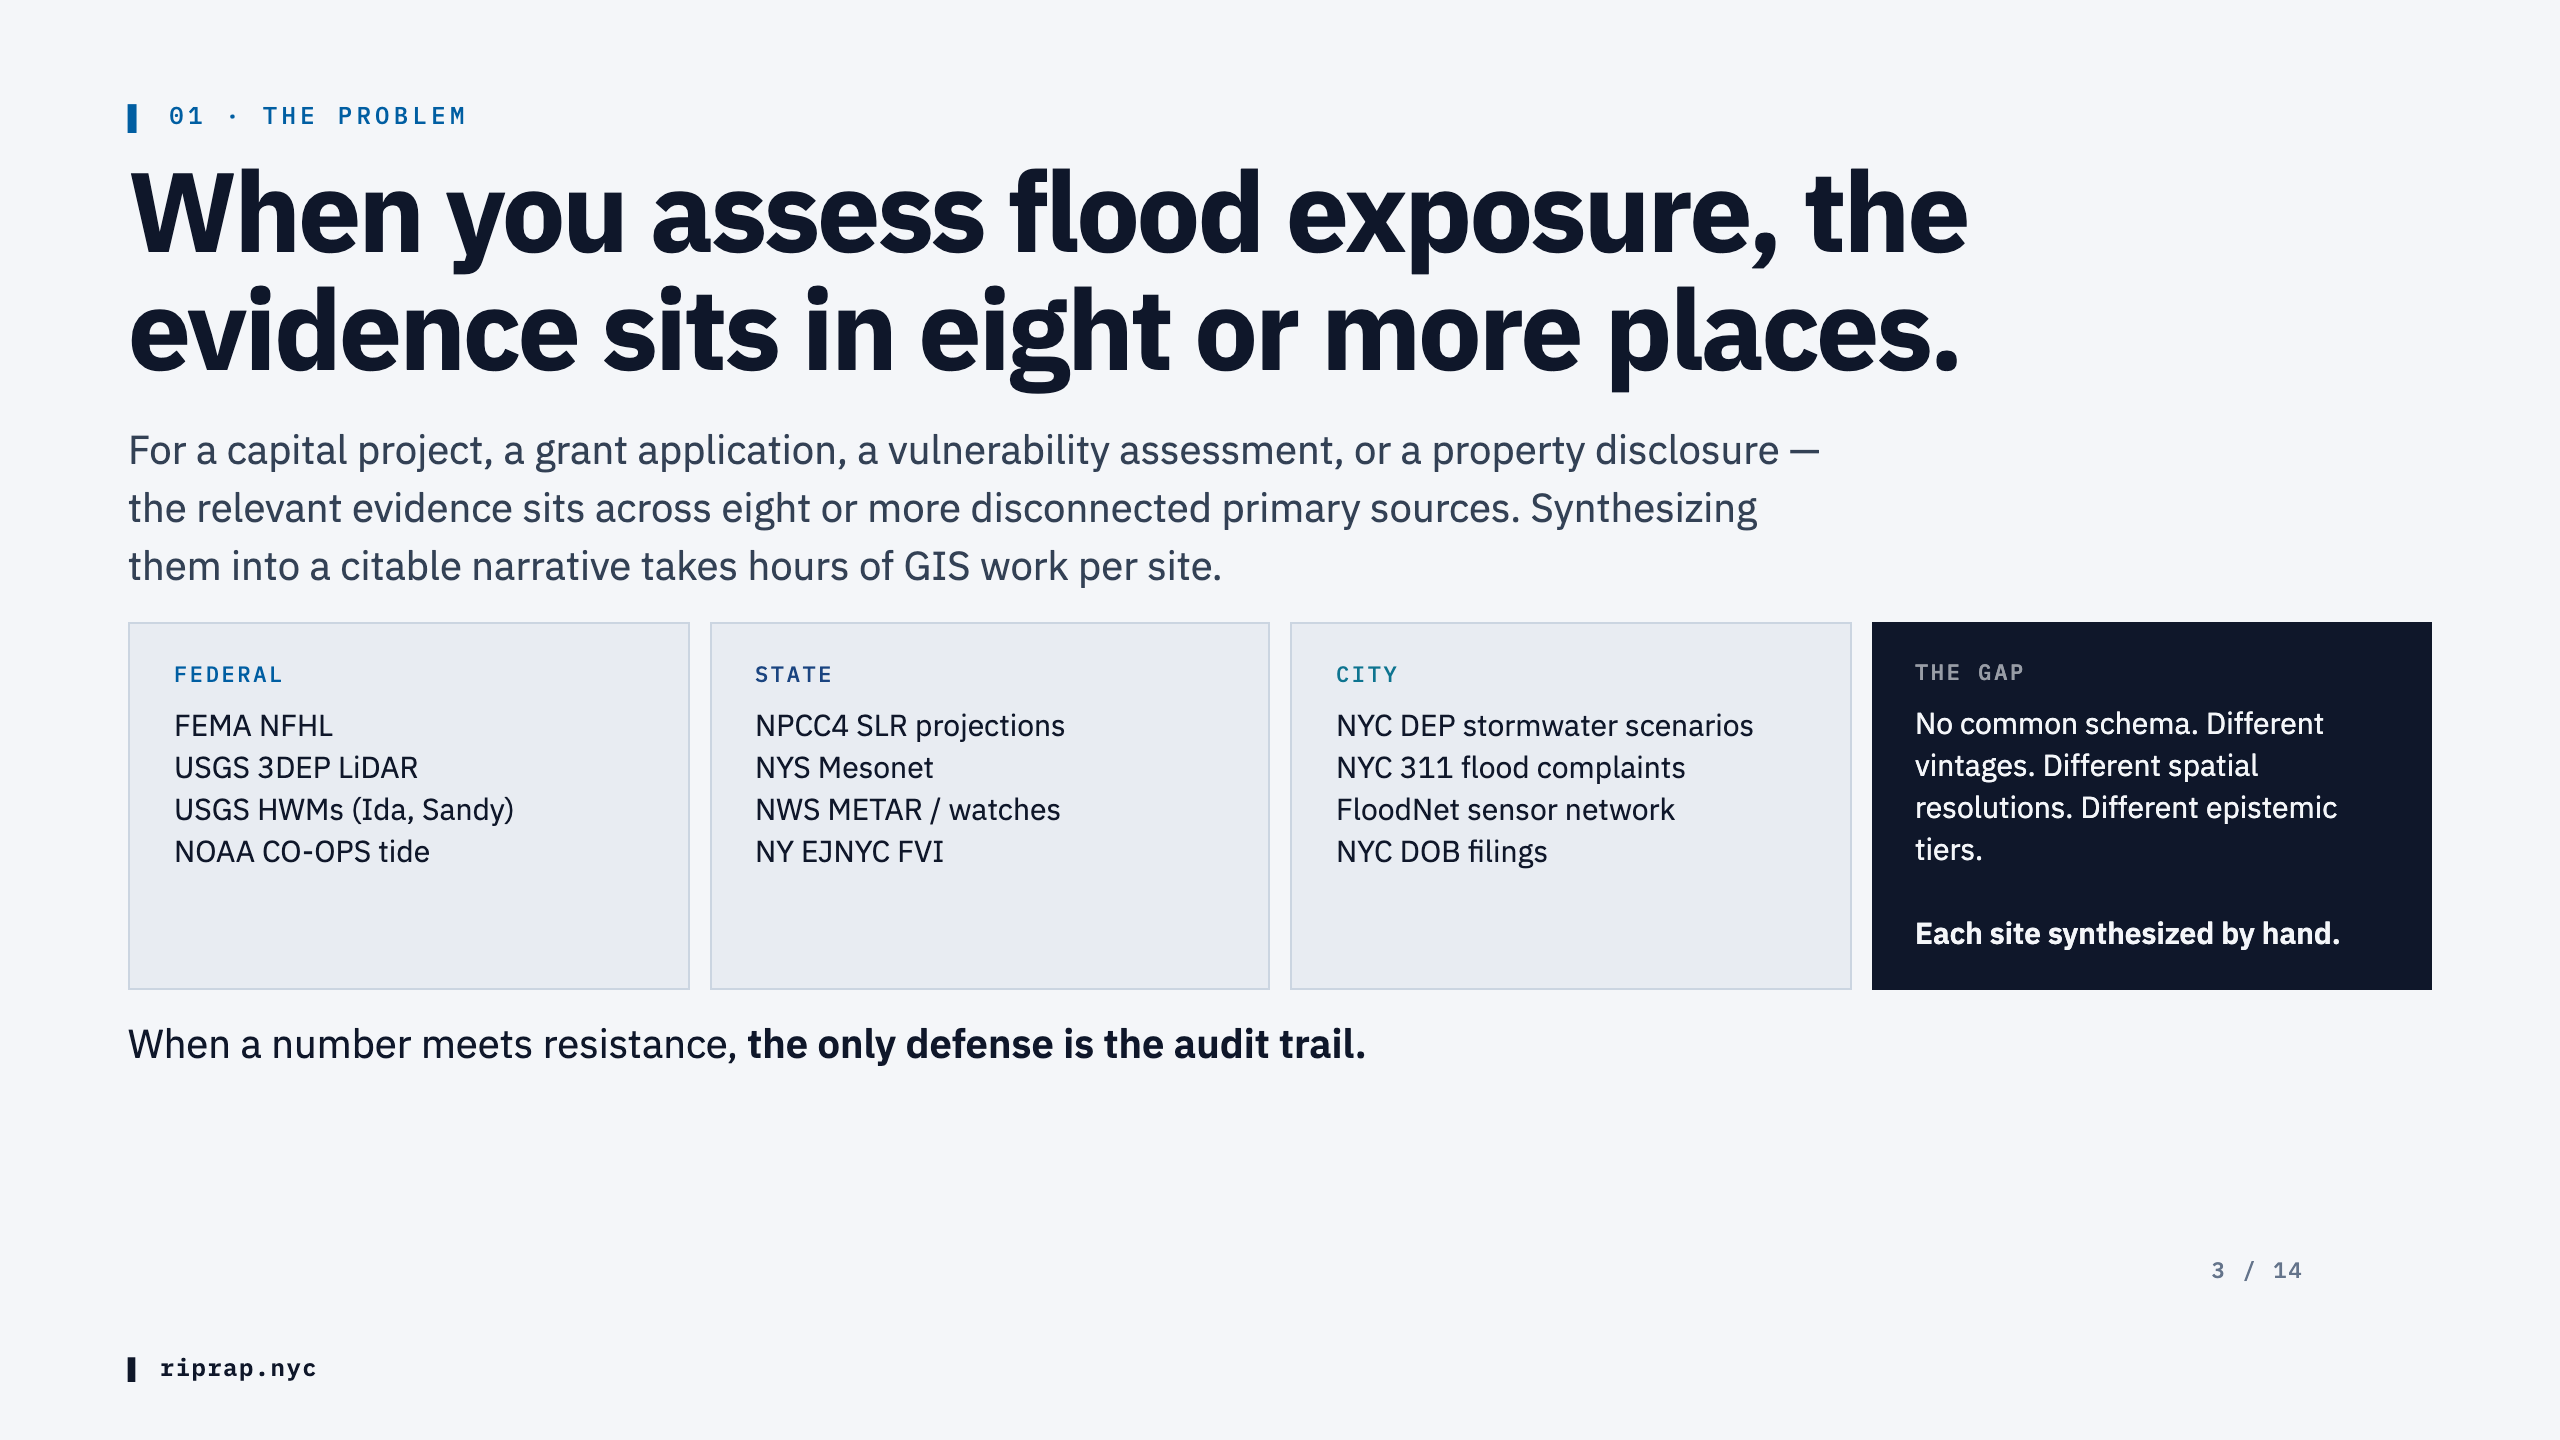 01 · THE PROBLEM
When you assess flood exposure, the
evidence sits in eight or more places.
For a capital project, a grant application, a vulnerability assessment, or a property disclosure —
the relevant evidence sits across eight or more disconnected primary sources. Synthesizing
them into a citable narrative takes hours of GIS work per site.
FEDERAL
FEMA NFHL
USGS 3DEP LiDAR
USGS HWMs (Ida, Sandy)
NOAA CO-OPS tide
STATE
NPCC4 SLR projections
NYS Mesonet
NWS METAR / watches
NY EJNYC FVI
CITY
NYC DEP stormwater scenarios
NYC 311 flood complaints
FloodNet sensor network
NYC DOB filings
THE GAP
No common schema. Different
vintages. Different spatial
resolutions. Different epistemic
tiers.
Each site synthesized by hand.
When a number meets resistance, the only defense is the audit trail.
3 / 14
riprap.nyc